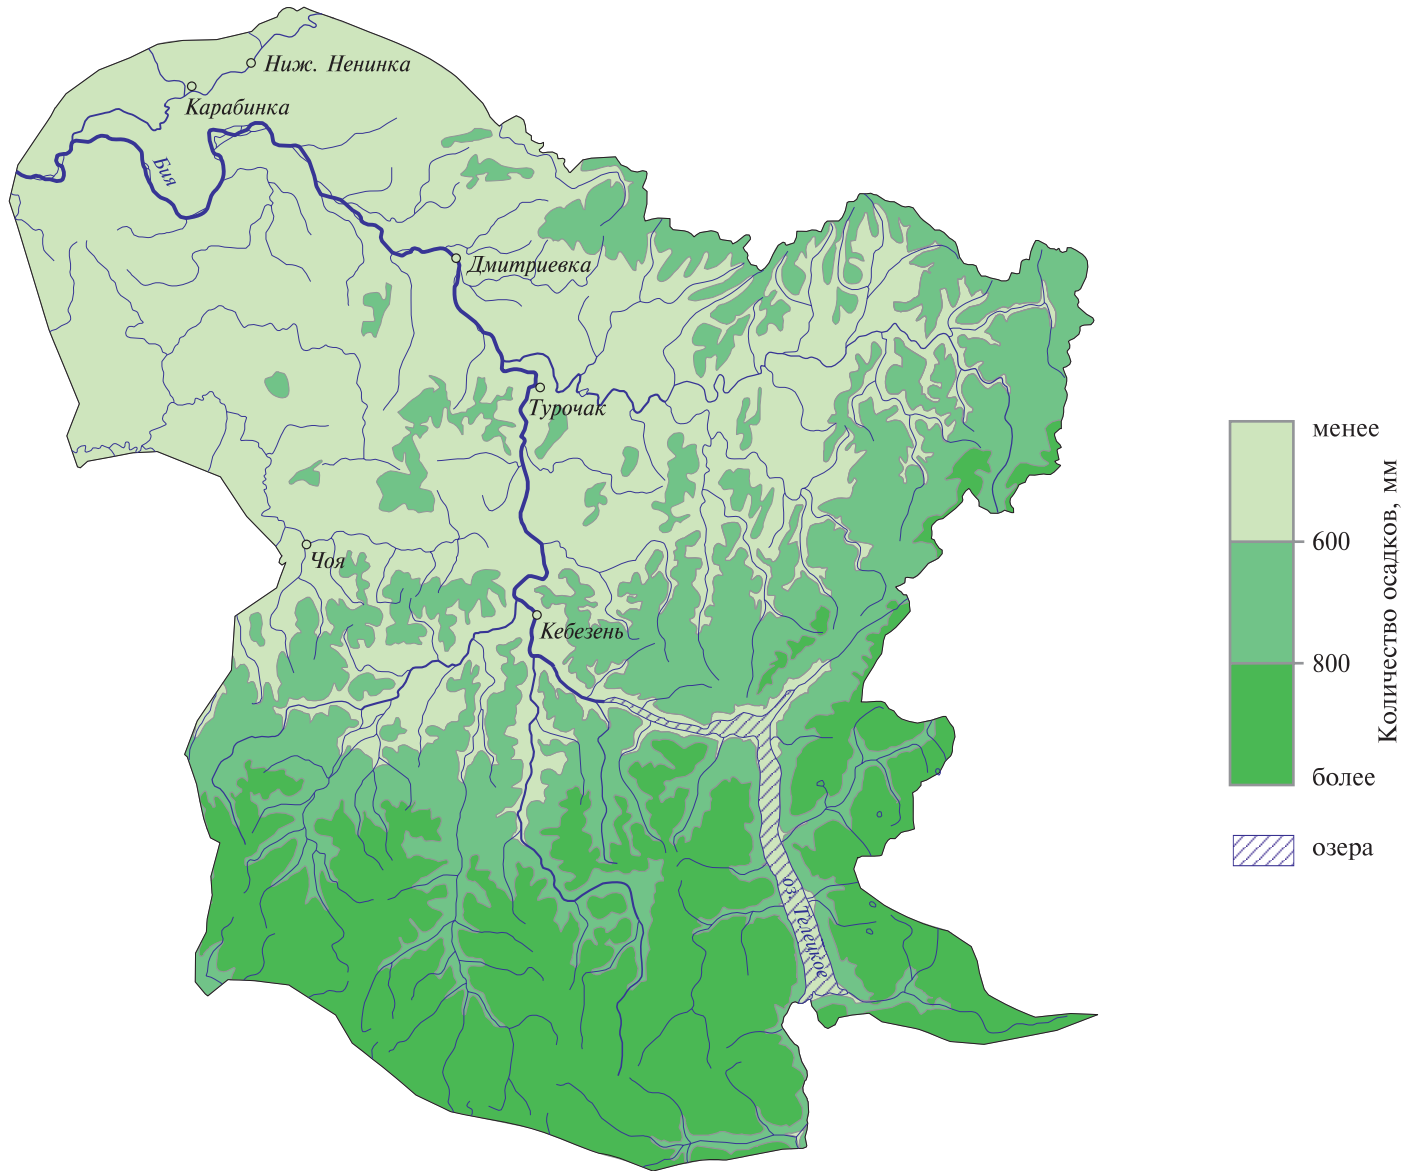 Ниж. Ненинка
Карабинка
Бия
Дмитриевка
Турочак
Чоя
Кебезень
оз. Телецкое
менее
600
800
более
Количество осадков, мм
озера